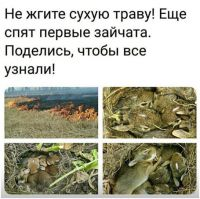 Не жгите сухую траву! Еще
спят первые зайчата.
Поделись, чтобы все
узнали!